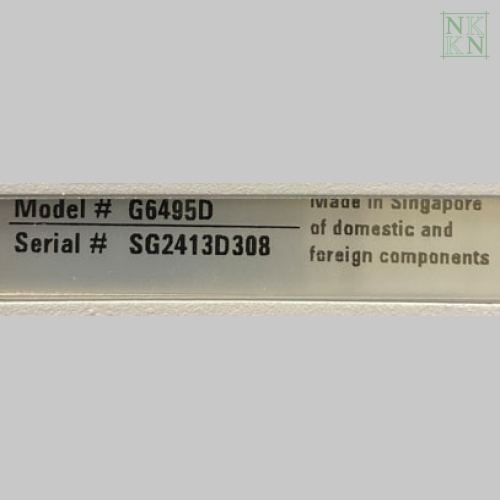 NK
KN
Model # G6495D
Serial # SG2413D308
Made in Singapore
of domestic and
foreign components